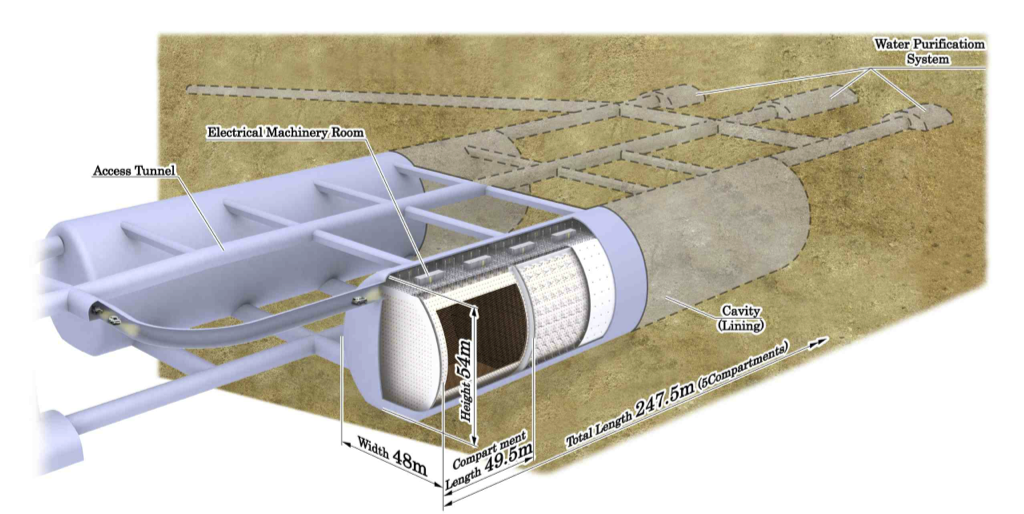 Water Purificatiom
System
Electrical Machinery Room
Access Tunnel
Cavity
(Lining)
Height 54m
Width 48m
Compart ment
Length 49.5m
Total Length 247.5m (5Compartments)